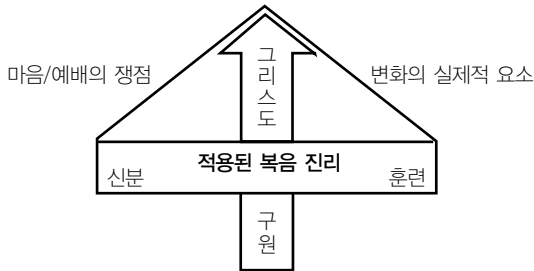 그리스도
마음/예배의 쟁점
변화의 실제적 요소
적용된 복음 진리
신분
훈련
구원